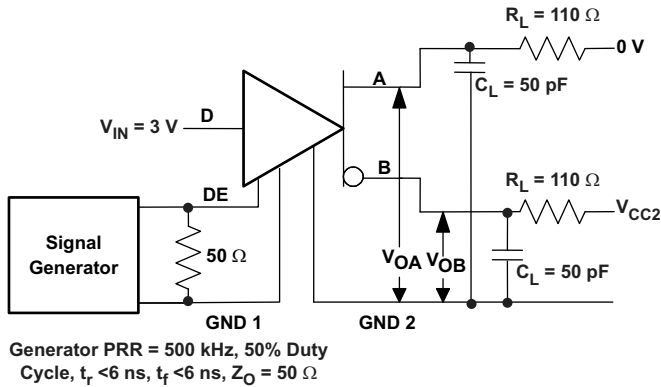 R_L = 110 Ω
0 V
A
C_L = 50 pF
D
V_IN = 3 V
B
R_L = 110 Ω
DE
V_CC2
Signal
Generator
50 Ω
V_OA
V_OB
C_L = 50 pF
GND 1
GND 2
Generator PRR = 500 kHz, 50% Duty
Cycle, t_r <6 ns, t_f <6 ns, Z_O = 50 Ω